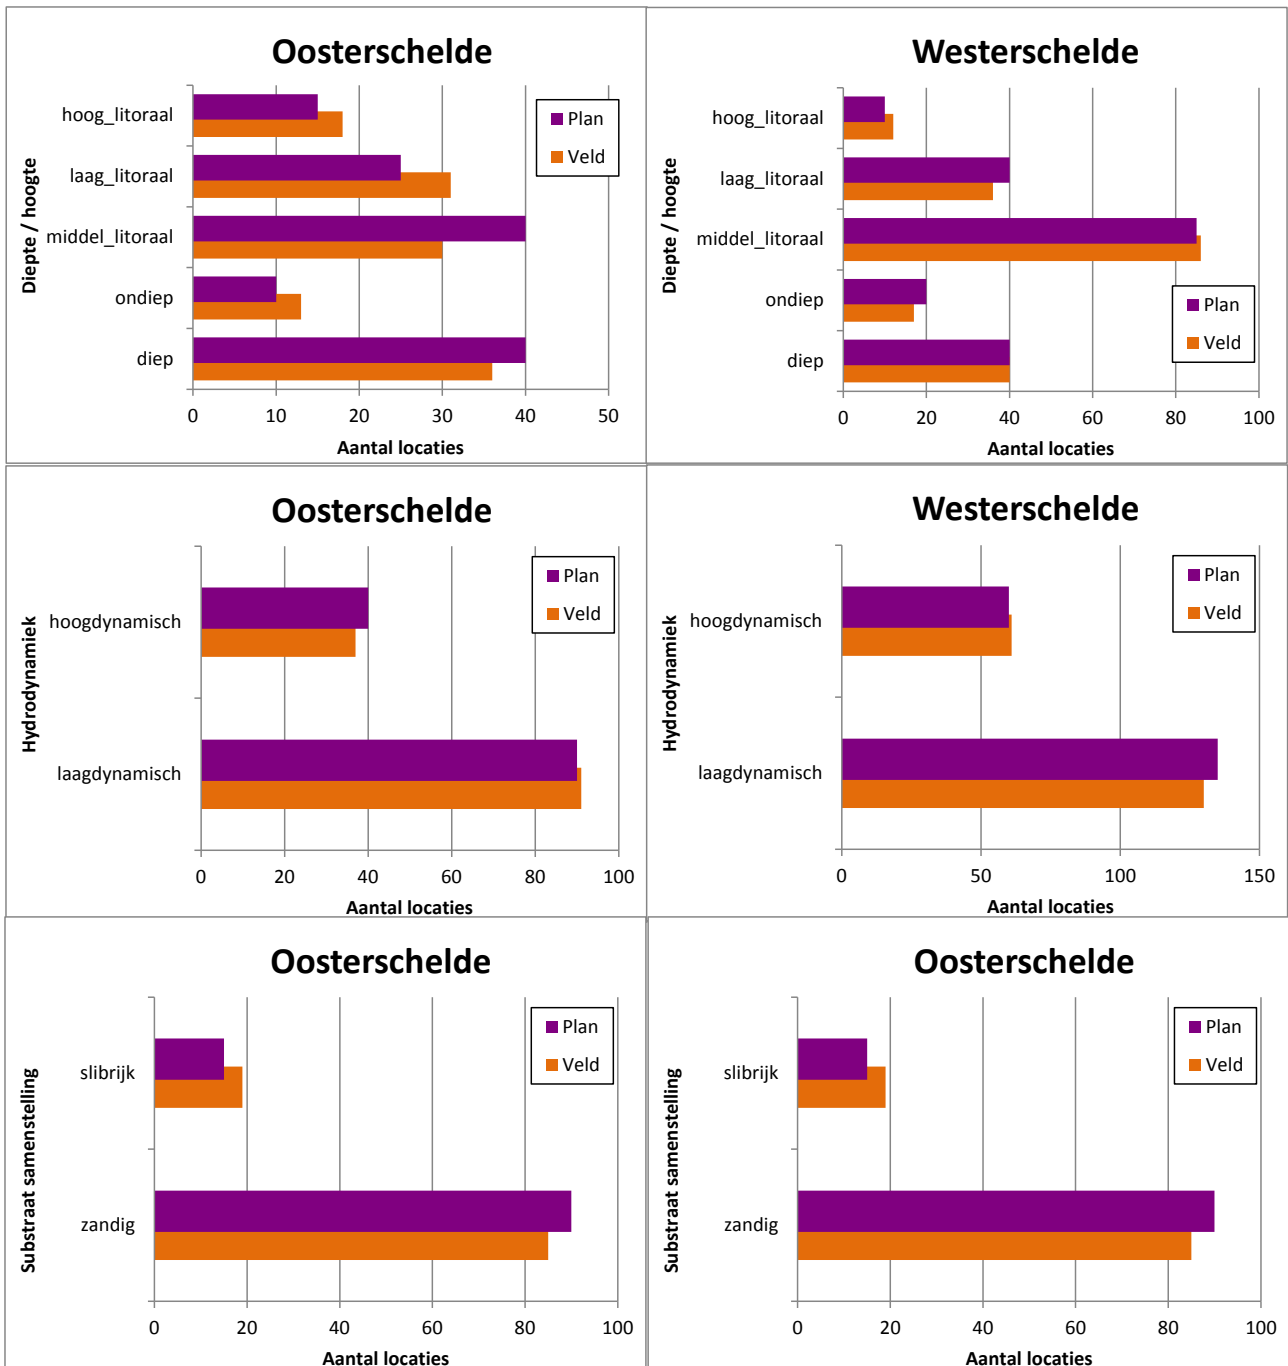 Oosterschelde
Diepte / hoogte
hoog_litoraal
laag_litoraal
middel_litoraal
ondiep
diep
Plan
Veld
0 10 20 30 40 50
Aantal locaties
Westerschelde
Diepte / hoogte
hoog_litoraal
laag_litoraal
middel_litoraal
ondiep
diep
Plan
Veld
0 20 40 60 80 100
Aantal locaties
Oosterschelde
Hydrodynamiek
hoogdynamisch
laagdynamisch
Plan
Veld
0 20 40 60 80 100
Aantal locaties
Westerschelde
Hydrodynamiek
hoogdynamisch
laagdynamisch
Plan
Veld
0 50 100 150
Aantal locaties
Oosterschelde
Substraat samenstelling
slibrijk
zandig
Plan
Veld
0 20 40 60 80 100
Aantal locaties
Oosterschelde
Substraat samenstelling
slibrijk
zandig
Plan
Veld
0 20 40 60 80 100
Aantal locaties